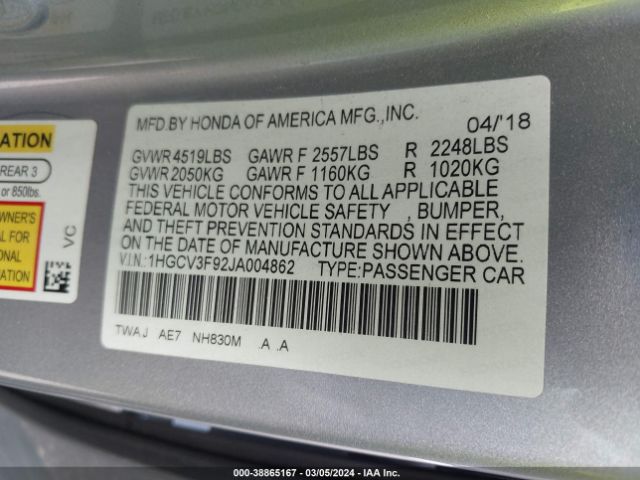 MFD.BY HONDA OF AMERICA MFG.,INC.
04/'18
GVWR 4519LBS GAWR F 2557LBS R 2248LBS
GVWR 2050KG GAWR F 1160KG R 1020KG
THIS VEHICLE CONFORMS TO ALL APPLICABLE
FEDERAL MOTOR VEHICLE SAFETY , BUMPER,
AND THEFT PREVENTION STANDARDS IN EFFECT
ON THE DATE OF MANUFACTURE SHOWN ABOVE.
V.I.N.:1HGCV3F92JA004862 TYPE:PASSENGER CAR
TWAJ AE7 NH830M .A .A
ATION
REAR 3
or 850lbs.
WNER'S
AL FOR
ONAL
ATION
VC
000-38865167 - 03/05/2024 - IAA Inc.